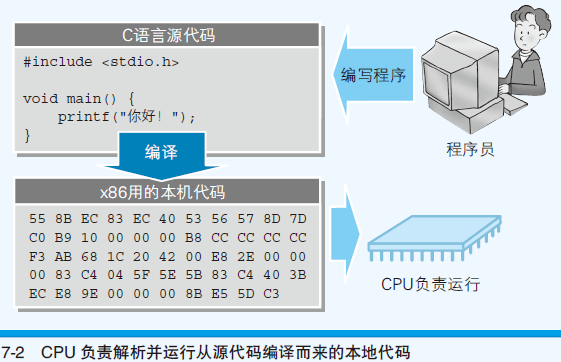 C语言源代码
#include <stdio.h>
void main() {
printf("你好！");
}
编写程序
程序员
编译
x86用的本机代码
55 8B EC 83 EC 40 53 56 57 8D 7D
C0 B9 10 00 00 00 B8 CC CC CC CC
F3 AB 68 1C 20 42 00 E8 2E 00 00
00 83 C4 04 5F 5E 5B 83 C4 40 3B
EC E8 9E 00 00 00 8B E5 5D C3
CPU负责运行
7-2 CPU 负责解析并运行从源代码编译而来的本地代码